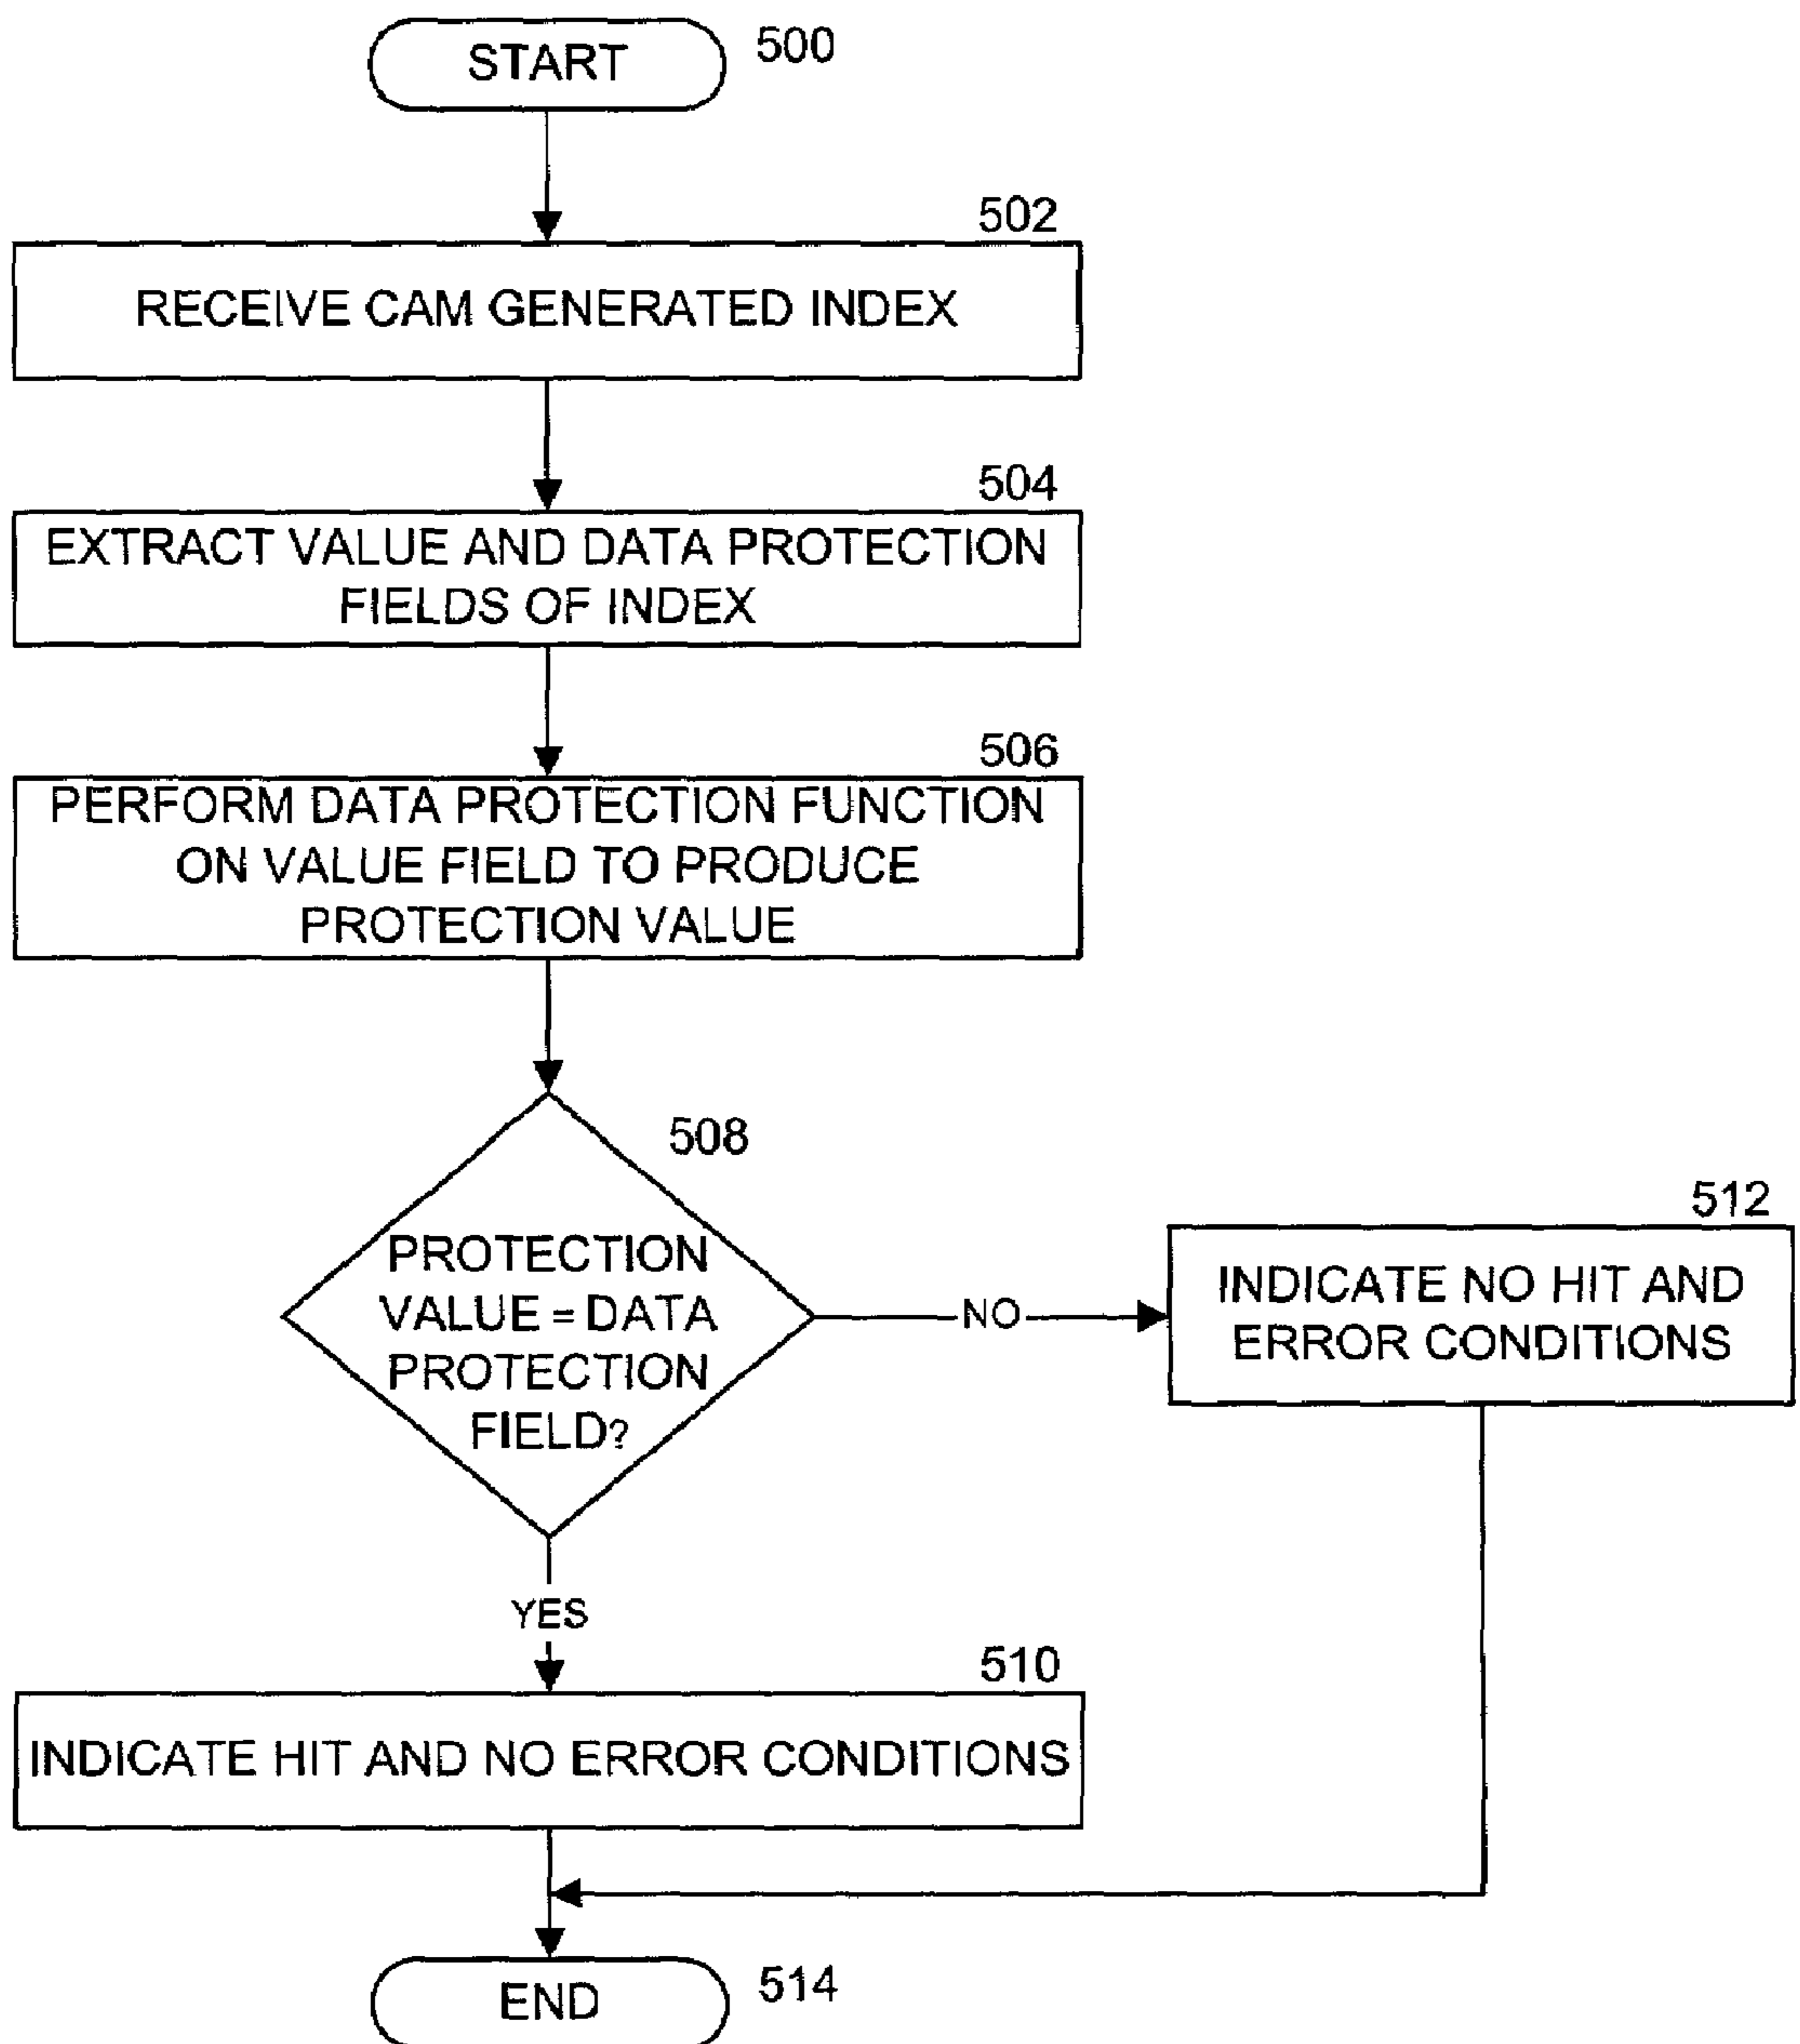 START
500
502
RECEIVE CAM GENERATED INDEX
504
EXTRACT VALUE AND DATA PROTECTION
FIELDS OF INDEX
506
PERFORM DATA PROTECTION FUNCTION
ON VALUE FIELD TO PRODUCE
PROTECTION VALUE
508
PROTECTION
VALUE = DATA
PROTECTION
FIELD?
NO
512
INDICATE NO HIT AND
ERROR CONDITIONS
YES
510
INDICATE HIT AND NO ERROR CONDITIONS
END
514